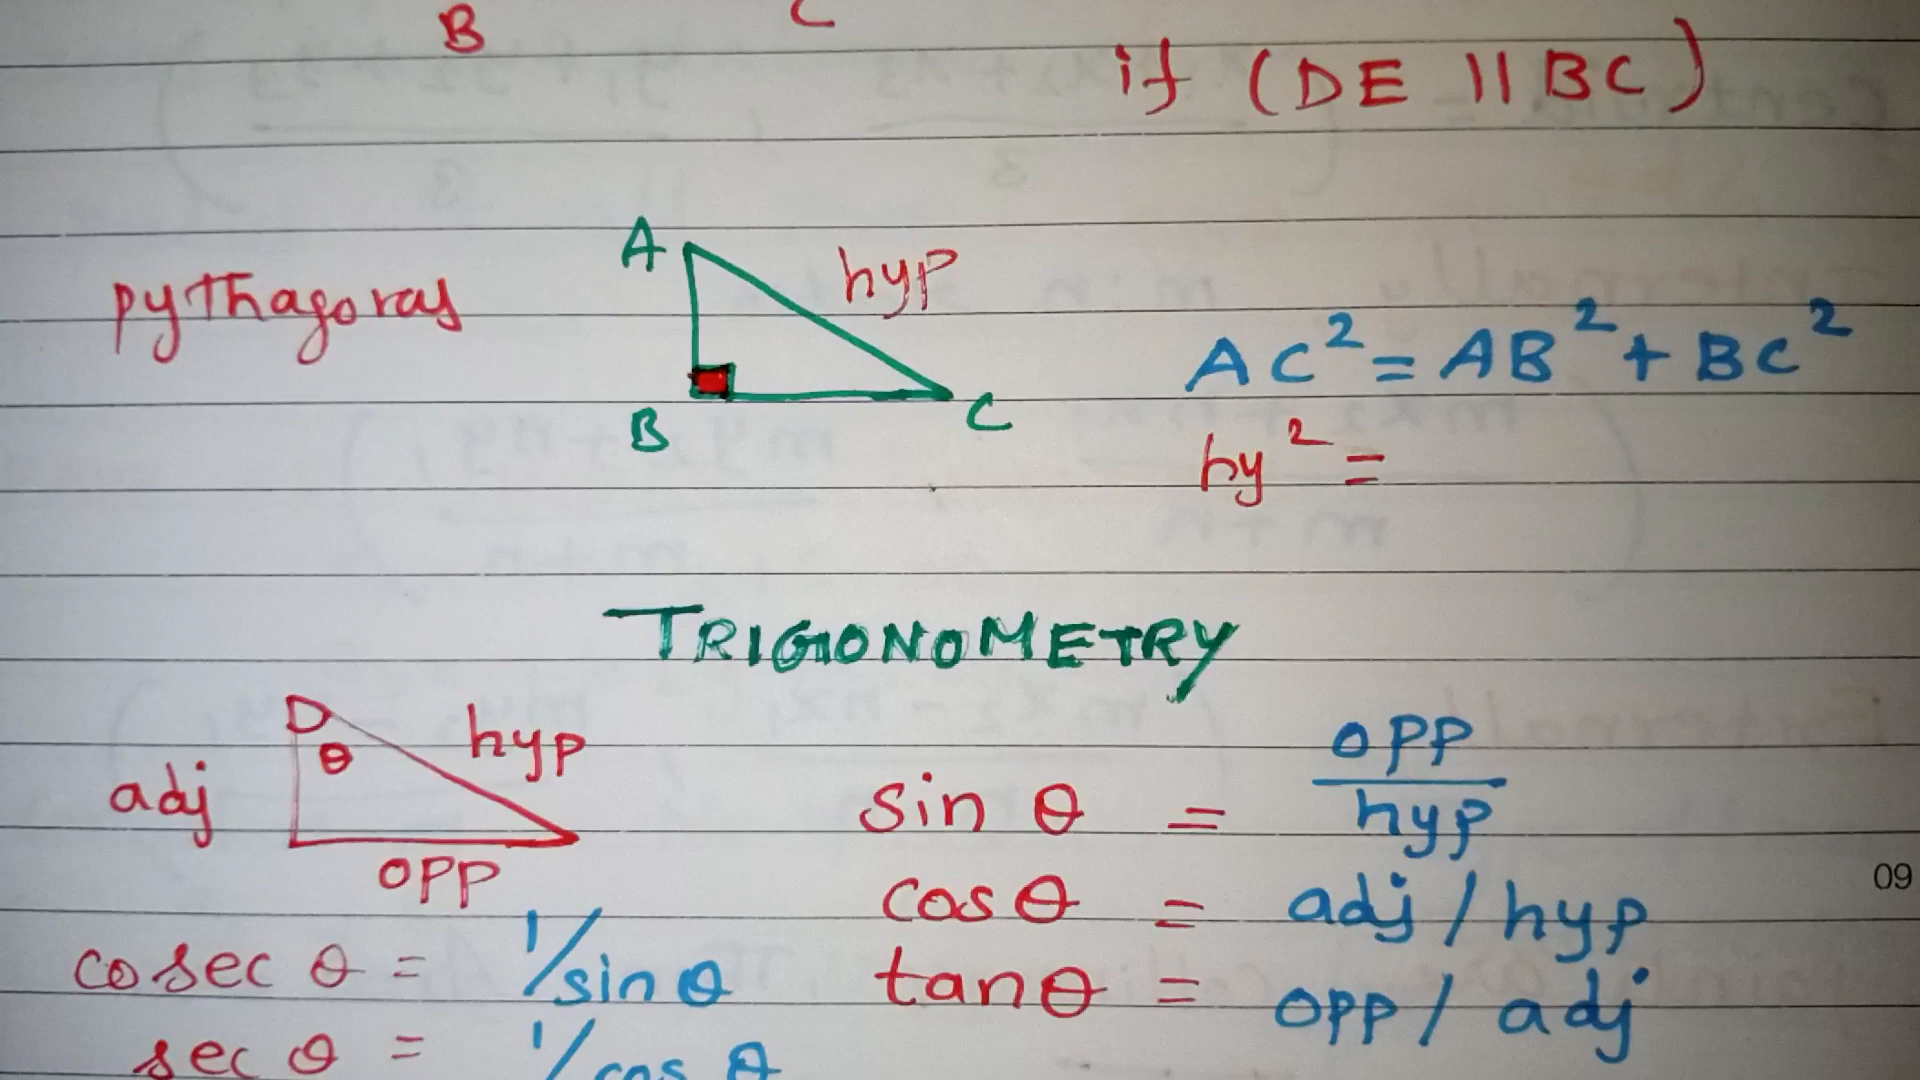 B C
if (DE || BC)
A hyp
pythagoras
AC² = AB² + BC²
B C
hy² =
TRIGONOMETRY
D hyp
θ
adj
opp
sin θ = opp/hyp
cos θ = adj / hyp
09
cosec θ = 1/sin θ
tan θ = opp / adj
sec θ = 1/cos θ